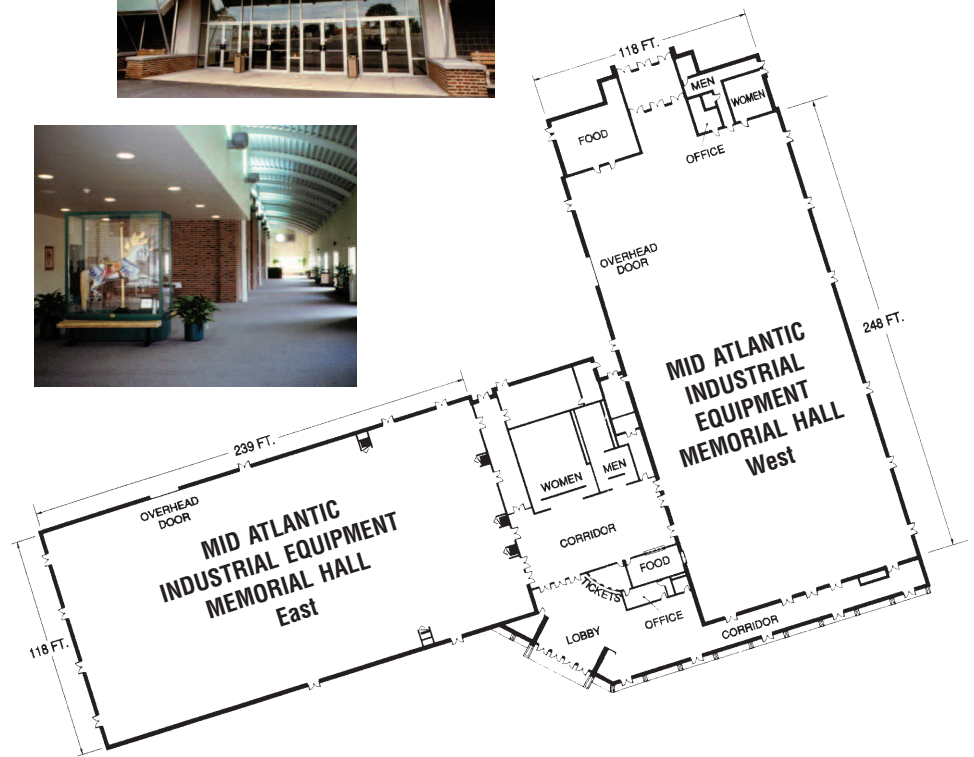 118 FT.
MEN
WOMEN
FOOD
OFFICE
OVERHEAD
DOOR
248 FT.
MID ATLANTIC
INDUSTRIAL
EQUIPMENT
MEMORIAL HALL
West
239 FT.
OVERHEAD
DOOR
MID ATLANTIC
INDUSTRIAL EQUIPMENT
MEMORIAL HALL
East
118 FT.
WOMEN
MEN
CORRIDOR
FOOD
TICKETS
OFFICE
LOBBY
CORRIDOR